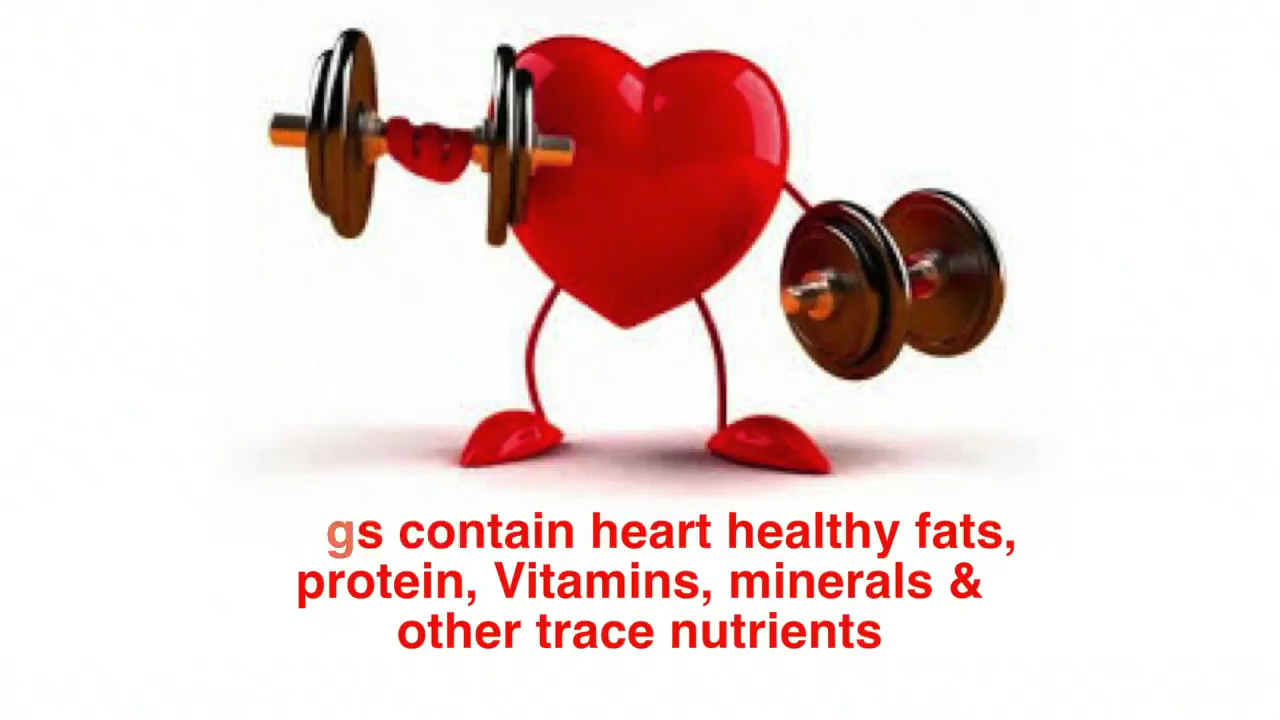 gs contain heart healthy fats,
protein, Vitamins, minerals &
other trace nutrients